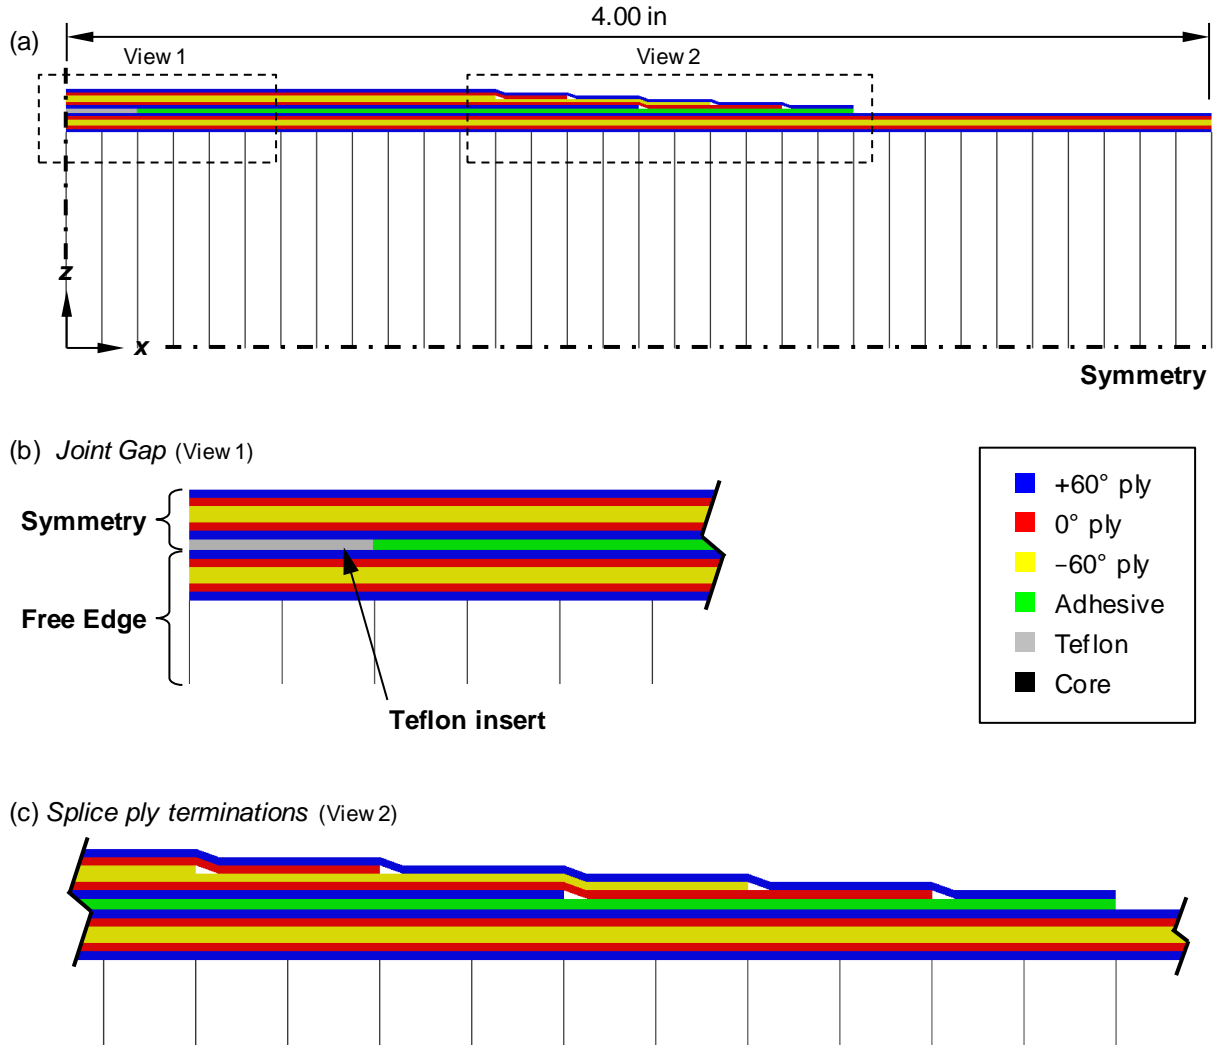 4.00 in
(a)
View 1
View 2
z
x
Symmetry
(b) Joint Gap (View 1)
Symmetry
Free Edge
Teflon insert
+60° ply
0° ply
−60° ply
Adhesive
Teflon
Core
(c) Splice ply terminations (View 2)